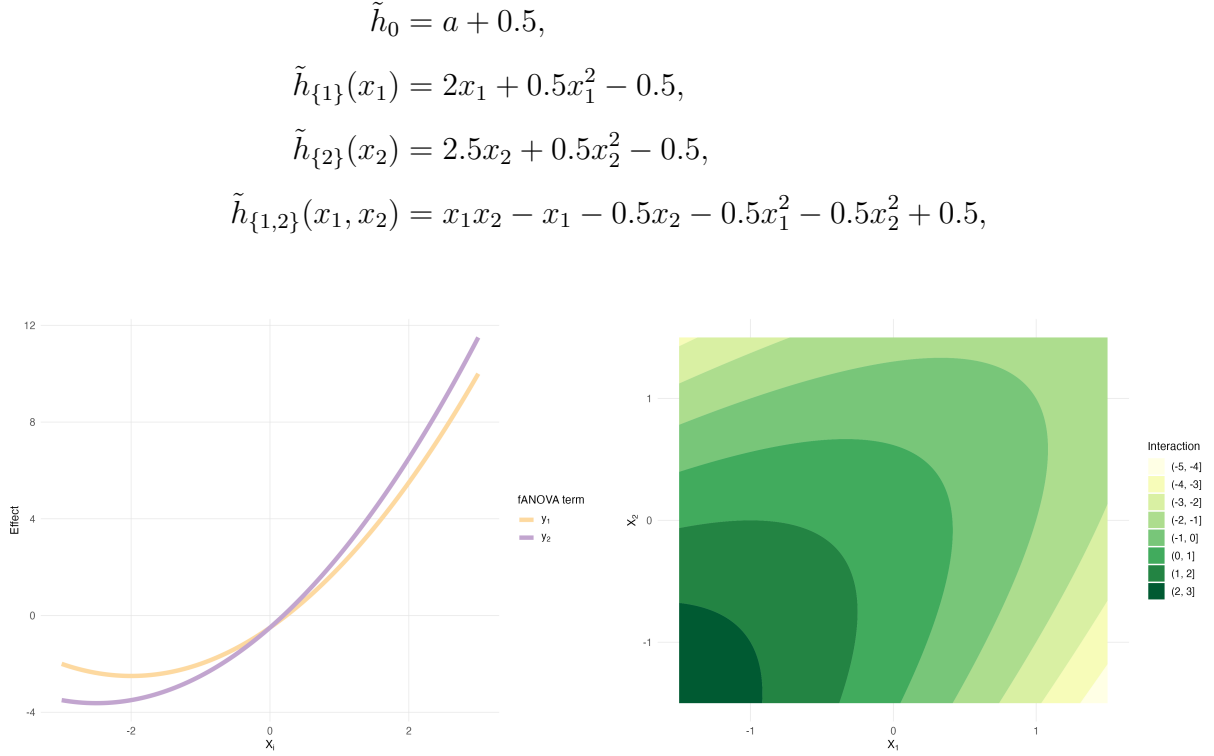 h̃₀ = a + 0.5,
h̃_{1}(x₁) = 2x₁ + 0.5x₁² − 0.5,
h̃_{2}(x₂) = 2.5x₂ + 0.5x₂² − 0.5,
h̃_{1,2}(x₁, x₂) = x₁x₂ − x₁ − 0.5x₂ − 0.5x₁² − 0.5x₂² + 0.5,
12
8
4
0
-4
Effect
-2
0
2
Xᵢ
fANOVA term
y₁
y₂
1
0
-1
X₂
-1
0
1
X₁
Interaction
(-5, -4]
(-4, -3]
(-3, -2]
(-2, -1]
(-1, 0]
(0, 1]
(1, 2]
(2, 3]